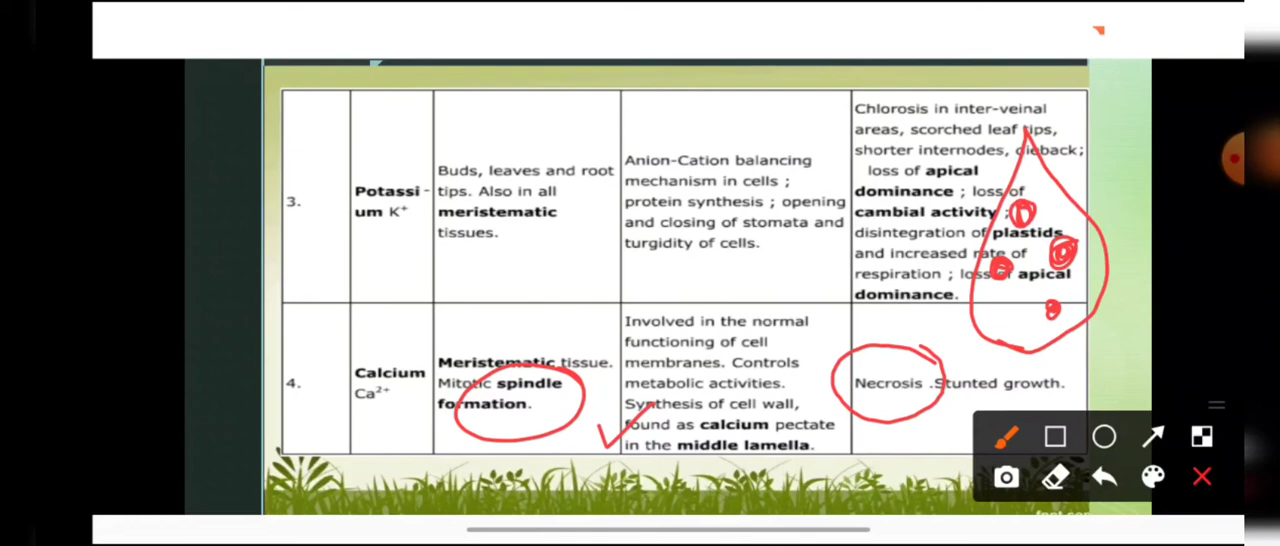 3.
Potassi -
um K⁺
Buds, leaves and root
tips. Also in all
meristematic
tissues.
Anion-Cation balancing
mechanism in cells ;
protein synthesis ; opening
and closing of stomata and
turgidity of cells.
Chlorosis in inter-veinal
areas, scorched leaf tips,
shorter internodes, dieback;
loss of apical
dominance ; loss of
cambial activity ;
disintegration of plastids
and increased rate of
respiration ; loss of apical
dominance.
4.
Calcium
Ca²⁺
Meristematic tissue.
Mitotic spindle
formation.
Involved in the normal
functioning of cell
membranes. Controls
metabolic activities.
Synthesis of cell wall,
found as calcium pectate
in the middle lamella.
Necrosis .Stunted growth.